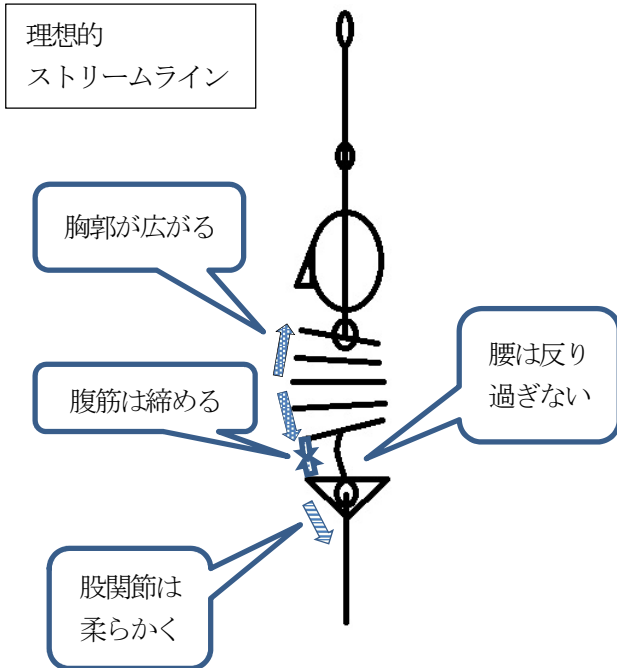 理想的
ストリームライン
胸郭が広がる
腰は反り
過ぎない
腹筋は締める
股関節は
柔らかく